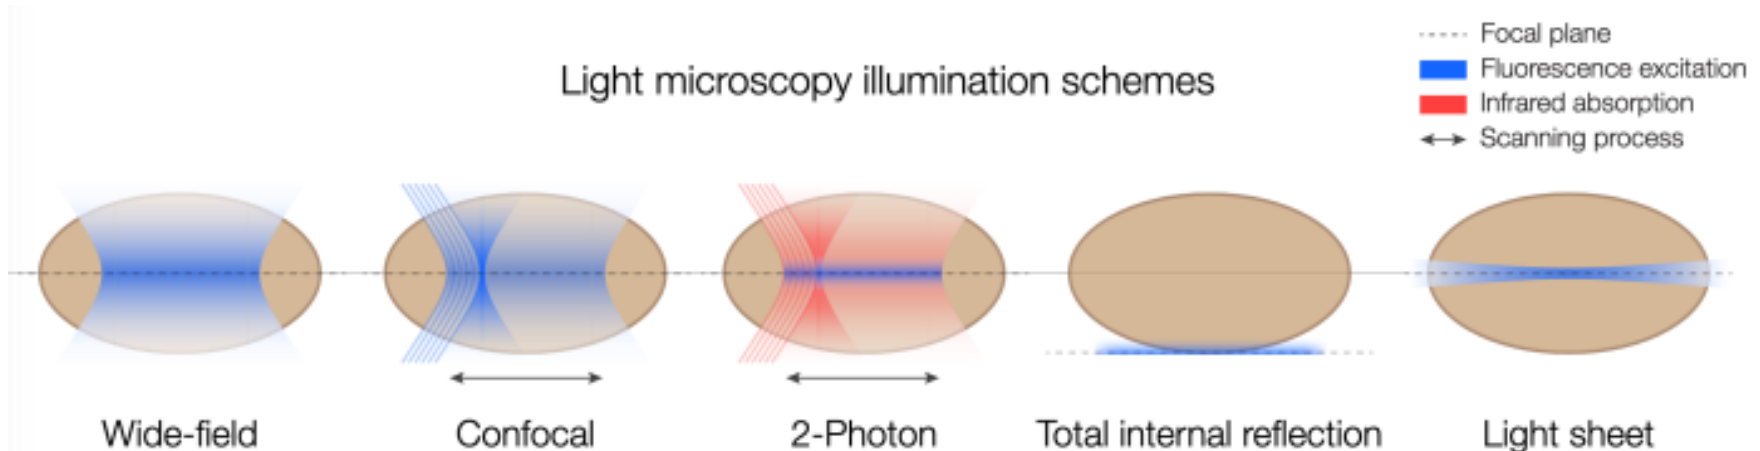 Light microscopy illumination schemes
Focal plane
Fluorescence excitation
Infrared absorption
Scanning process
Wide-field
Confocal
2-Photon
Total internal reflection
Light sheet